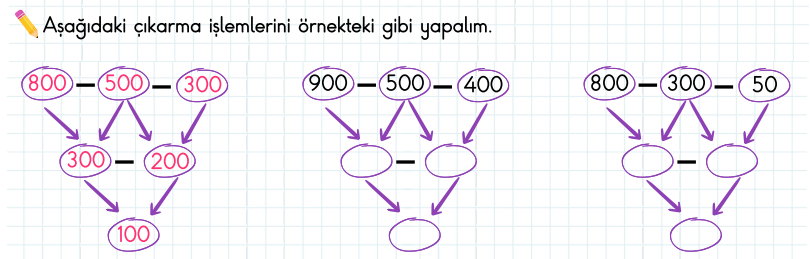 Aşağıdaki çıkarma işlemlerini örnekteki gibi yapalım.
800 – 500 – 300 900 – 500 – 400 800 – 300 – 50
300 – 200 – –
100